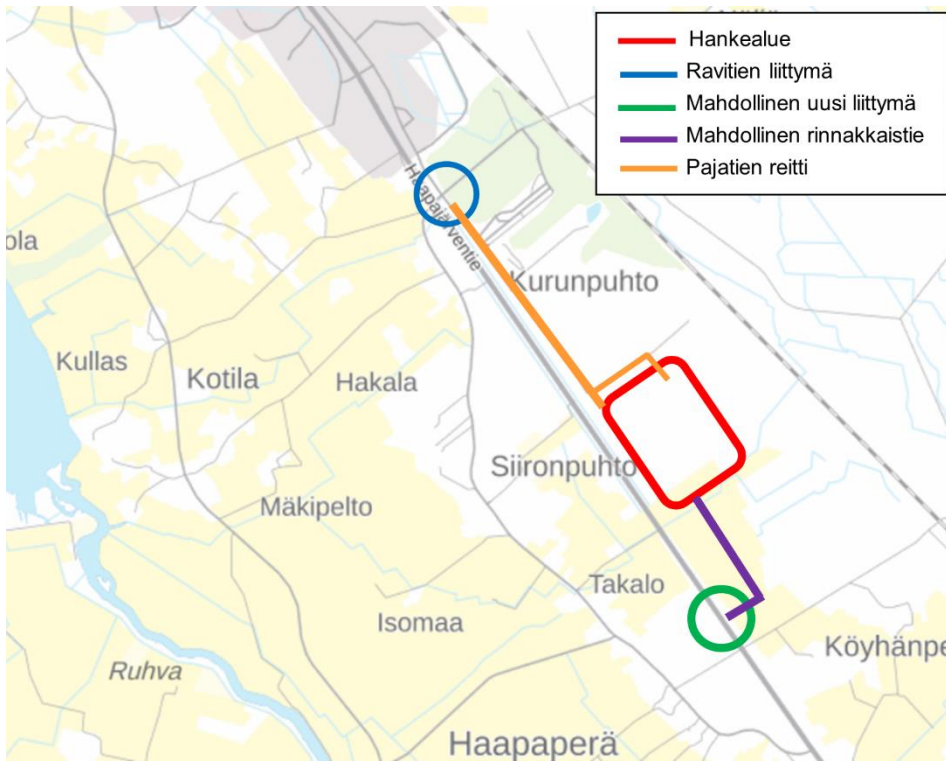 Hankealue
Ravitien liittymä
Mahdollinen uusi liittymä
Mahdollinen rinnakkaistie
Pajatien reitti
Haapajärventie
ola
Kurunpuhto
Kullas
Kotila
Hakala
Siironpuhto
Mäkipelto
Takalo
Isomaa
Köyhänpe
Ruhva
Haapaperä